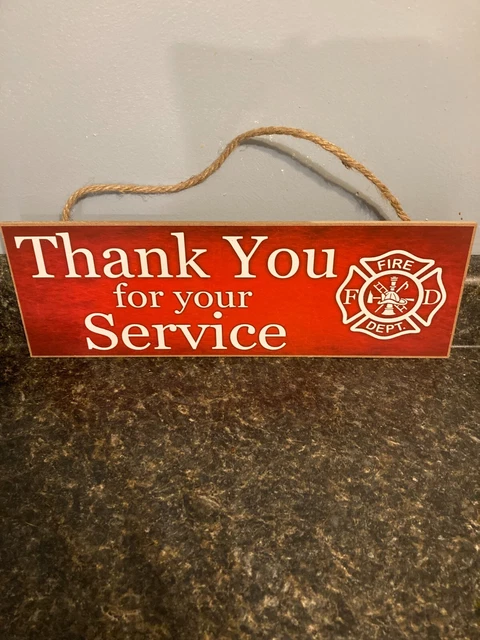 Thank You
for your
Service
FIRE
F D
DEPT.